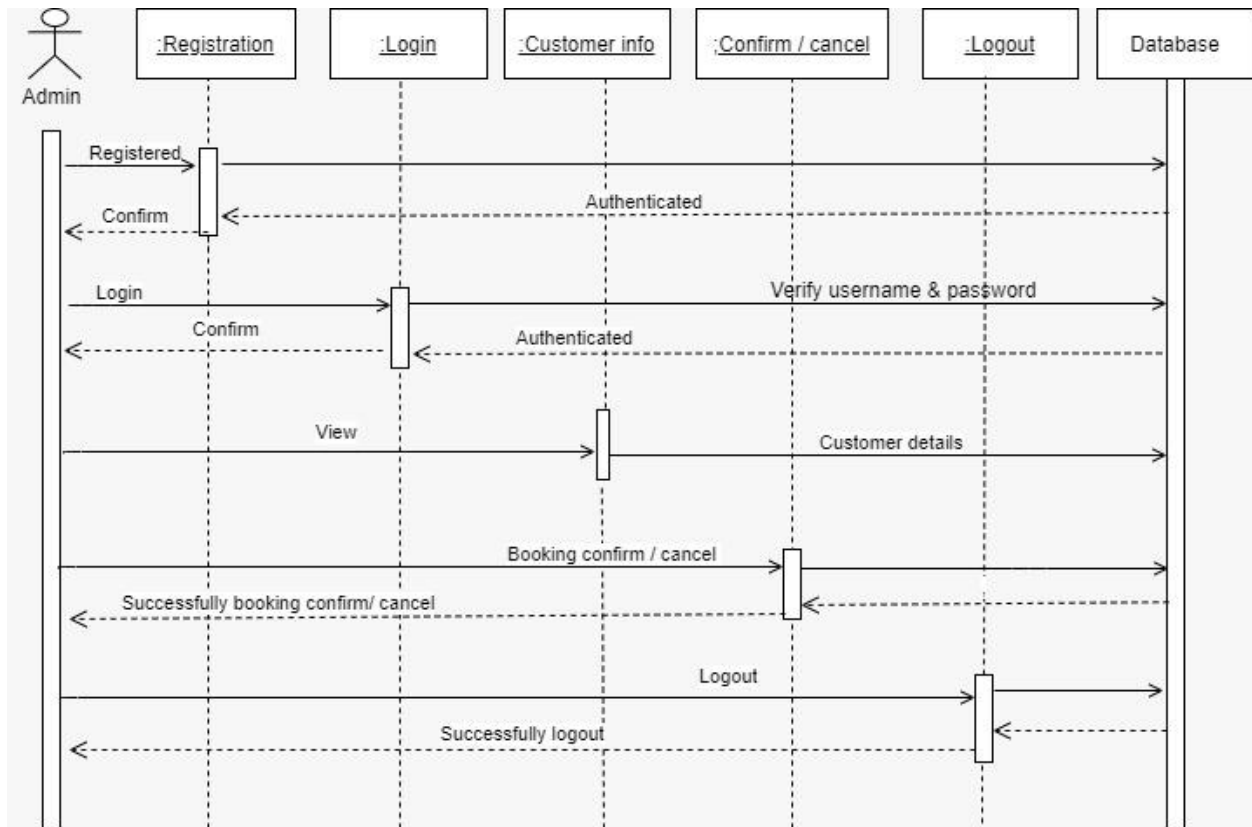 :Registration
:Login
:Customer info
;Confirm / cancel
:Logout
Database
Admin
Registered
Authenticated
Confirm
Login
Verify username & password
Confirm
Authenticated
View
Customer details
Booking confirm / cancel
Successfully booking confirm/ cancel
Logout
Successfully logout